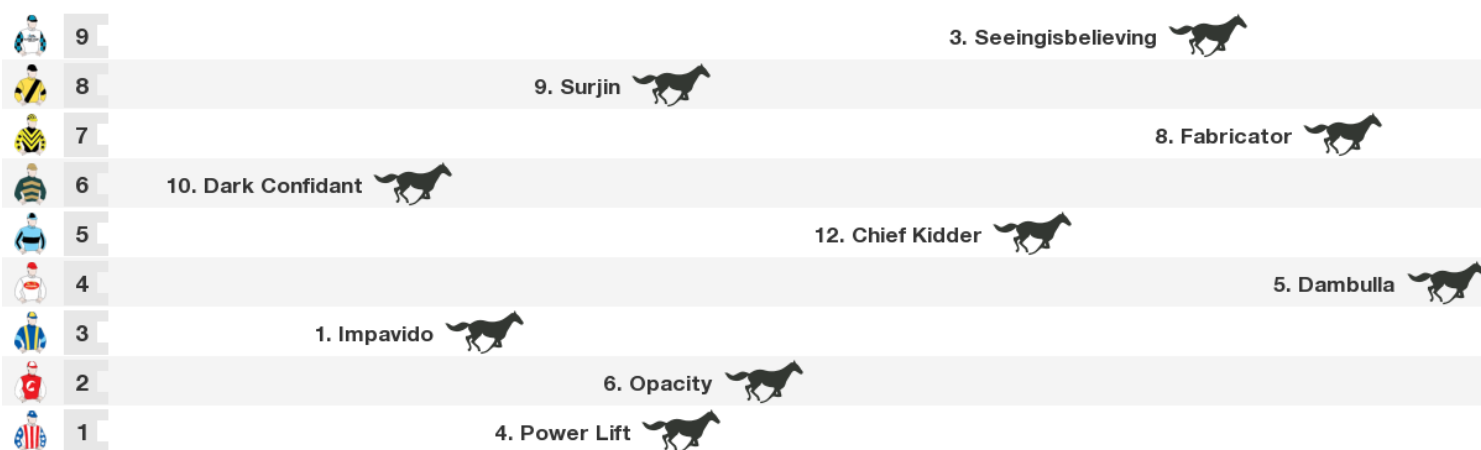 9 3. Seeingisbelieving
8 9. Surjin
7 8. Fabricator
6 10. Dark Confidant
5 12. Chief Kidder
4 5. Dambulla
3 1. Impavido
2 6. Opacity
1 4. Power Lift